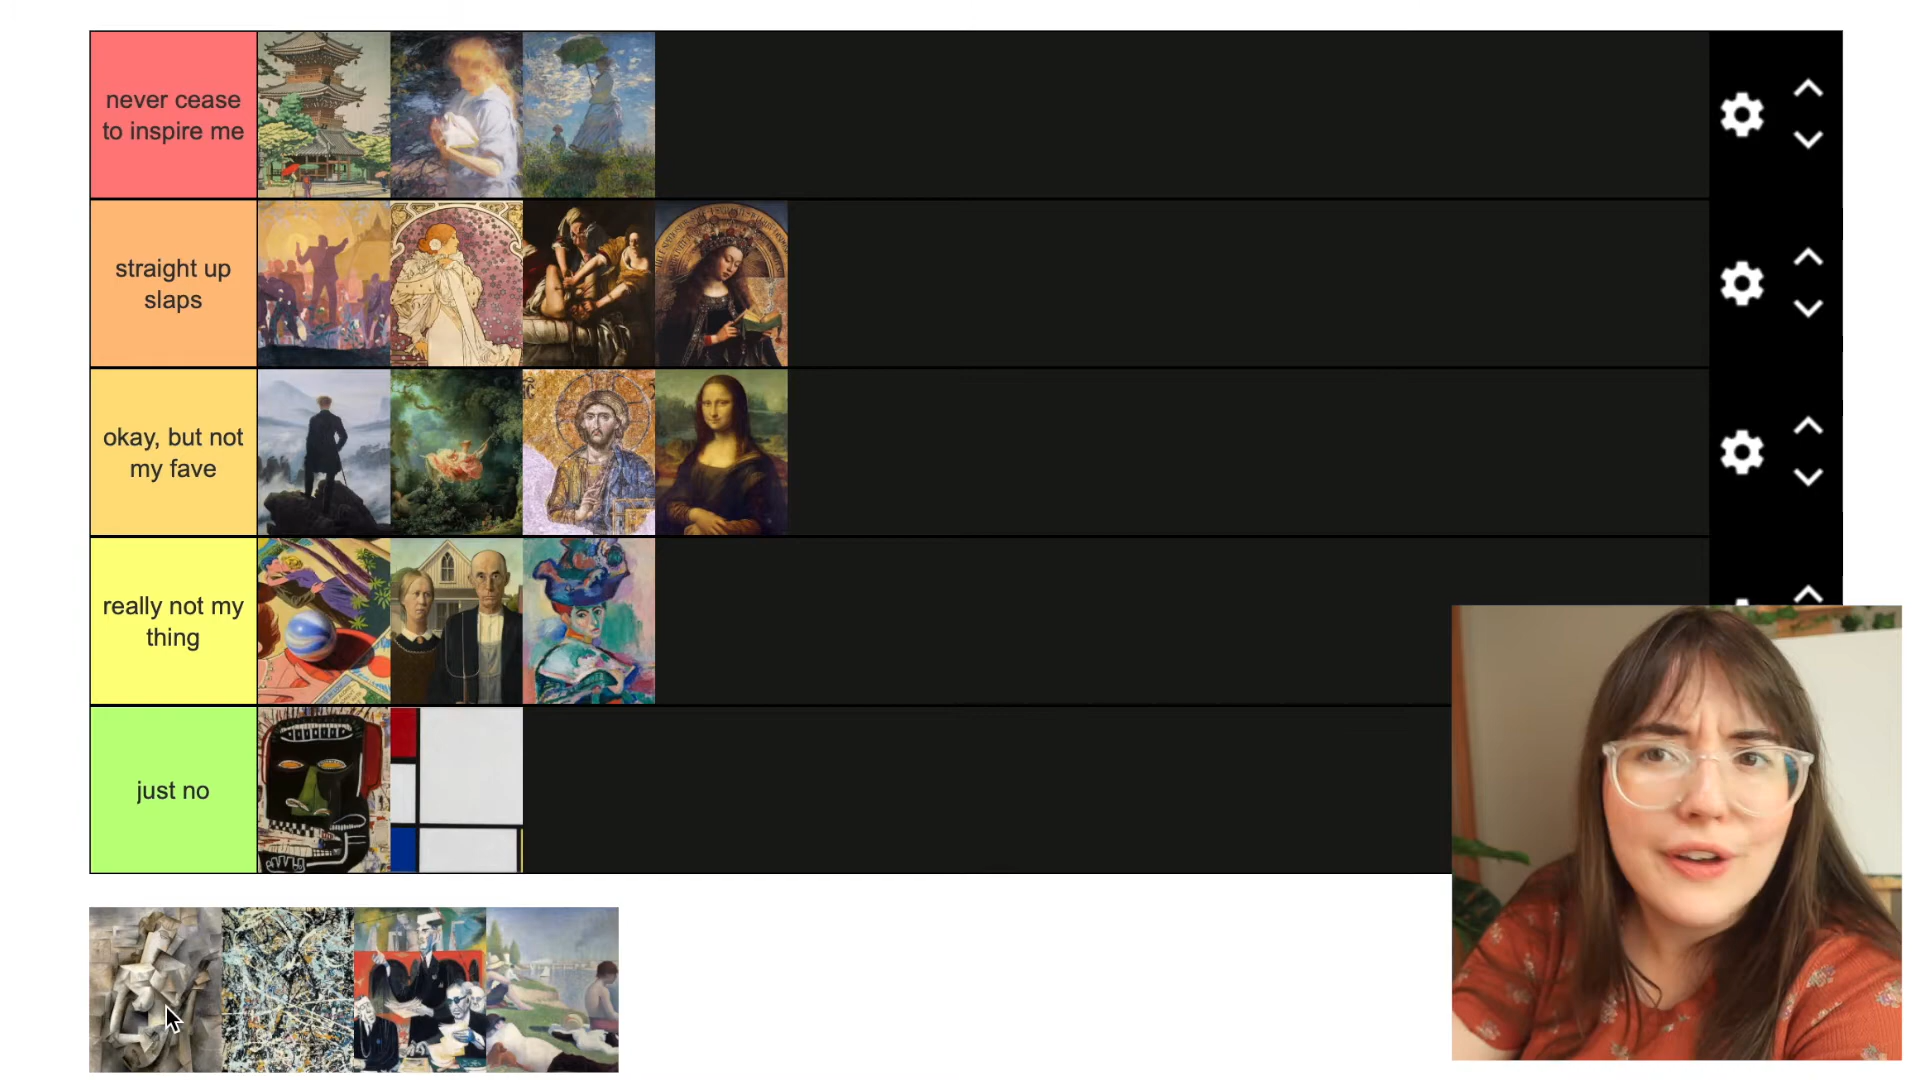 never cease
to inspire me
straight up
slaps
okay, but not
my fave
really not my
thing
just no